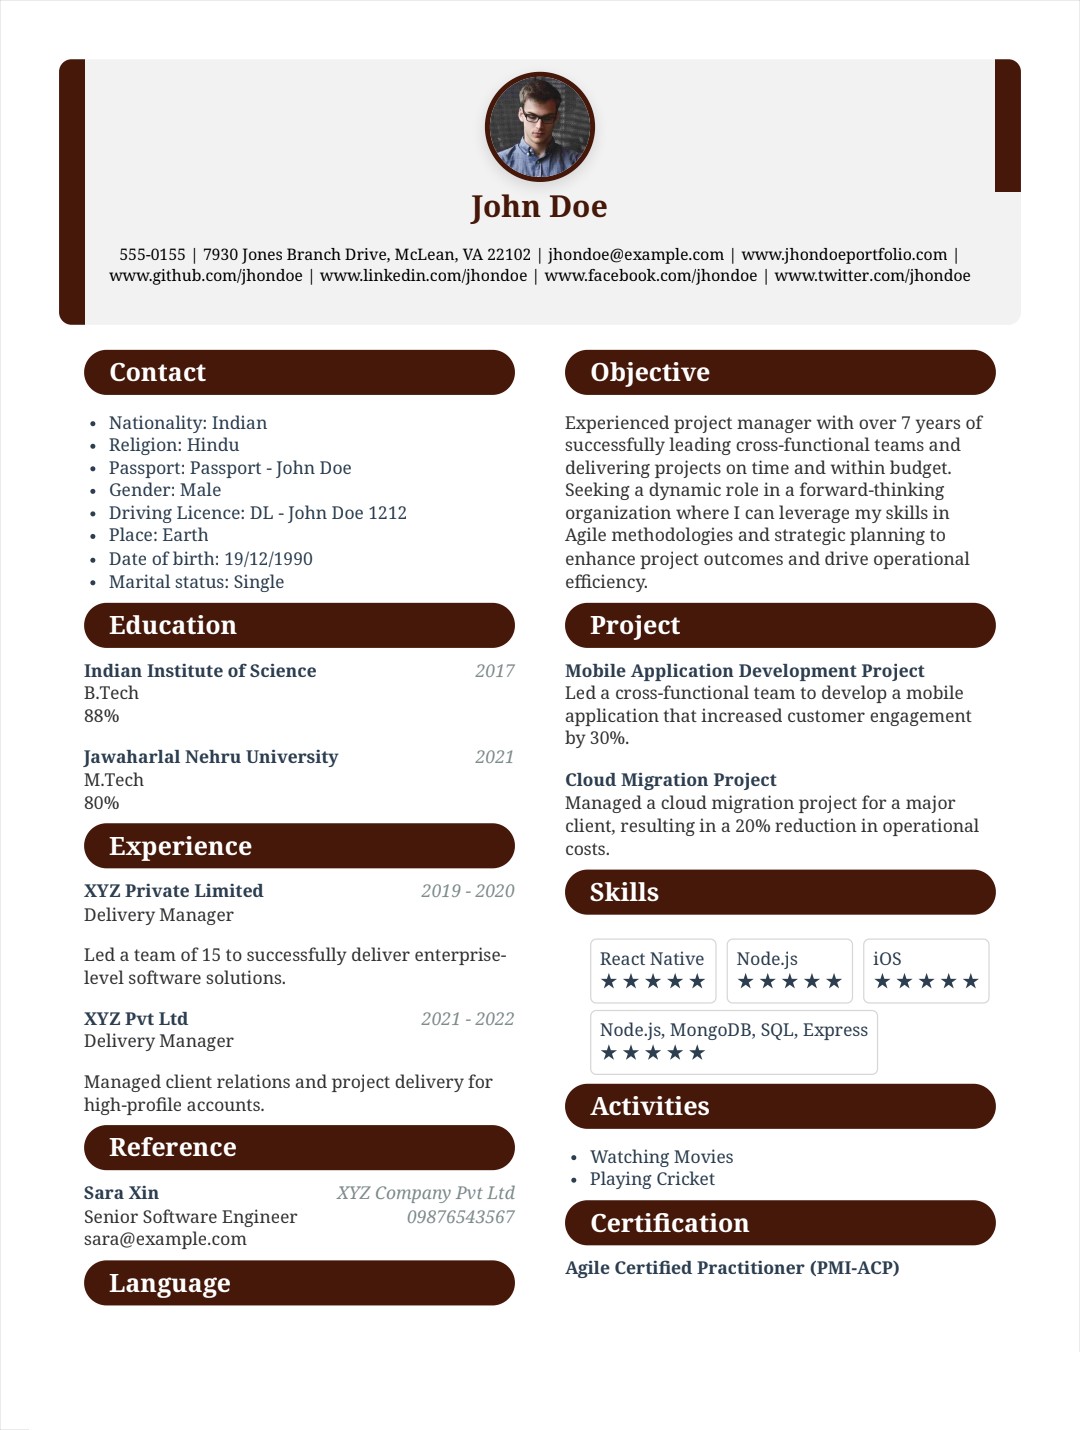 John Doe
555-0155 | 7930 Jones Branch Drive, McLean, VA 22102 | jhondoe@example.com | www.jhondoeportfolio.com |
www.github.com/jhondoe | www.linkedin.com/jhondoe | www.facebook.com/jhondoe | www.twitter.com/jhondoe
Contact
• Nationality: Indian
• Religion: Hindu
• Passport: Passport - John Doe
• Gender: Male
• Driving Licence: DL - John Doe 1212
• Place: Earth
• Date of birth: 19/12/1990
• Marital status: Single
Education
Indian Institute of Science 2017
B.Tech
88%
Jawaharlal Nehru University 2021
M.Tech
80%
Experience
XYZ Private Limited 2019 - 2020
Delivery Manager
Led a team of 15 to successfully deliver enterprise-
level software solutions.
XYZ Pvt Ltd 2021 - 2022
Delivery Manager
Managed client relations and project delivery for
high-profile accounts.
Reference
Sara Xin XYZ Company Pvt Ltd
Senior Software Engineer 09876543567
sara@example.com
Language
Objective
Experienced project manager with over 7 years of
successfully leading cross-functional teams and
delivering projects on time and within budget.
Seeking a dynamic role in a forward-thinking
organization where I can leverage my skills in
Agile methodologies and strategic planning to
enhance project outcomes and drive operational
efficiency.
Project
Mobile Application Development Project
Led a cross-functional team to develop a mobile
application that increased customer engagement
by 30%.
Cloud Migration Project
Managed a cloud migration project for a major
client, resulting in a 20% reduction in operational
costs.
Skills
React Native Node.js iOS
★★★★★ ★★★★★ ★★★★★
Node.js, MongoDB, SQL, Express
★★★★★
Activities
• Watching Movies
• Playing Cricket
Certification
Agile Certified Practitioner (PMI-ACP)